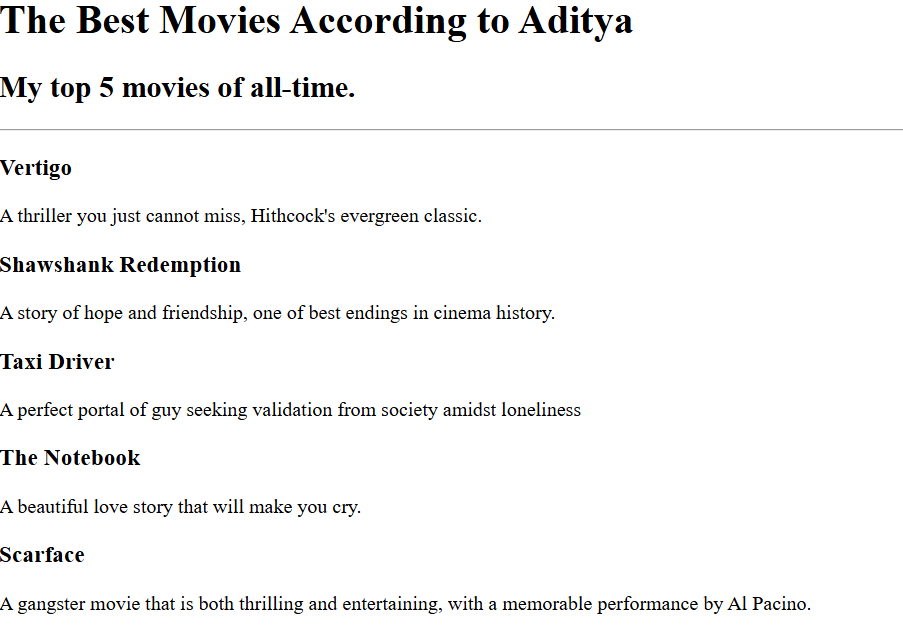 The Best Movies According to Aditya
My top 5 movies of all-time.
Vertigo
A thriller you just cannot miss, Hithcock's evergreen classic.
Shawshank Redemption
A story of hope and friendship, one of best endings in cinema history.
Taxi Driver
A perfect portal of guy seeking validation from society amidst loneliness
The Notebook
A beautiful love story that will make you cry.
Scarface
A gangster movie that is both thrilling and entertaining, with a memorable performance by Al Pacino.